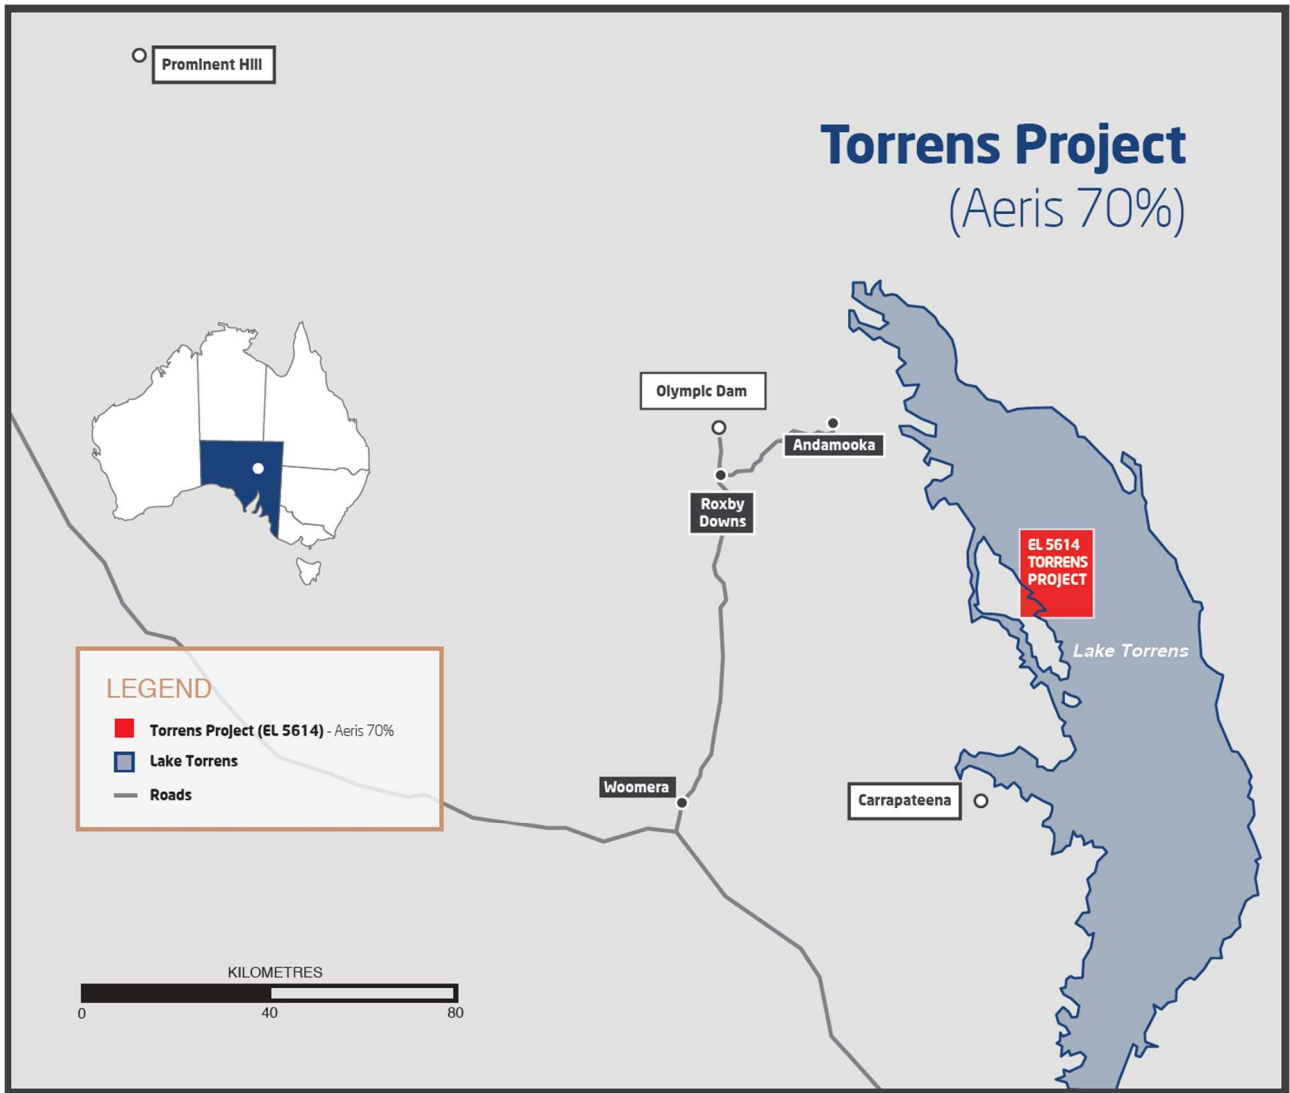 Prominent Hill
Torrens Project
(Aeris 70%)
Olympic Dam
Andamooka
Roxby
Downs
EL 5614
TORRENS
PROJECT
Lake Torrens
LEGEND
Torrens Project (EL 5614) - Aeris 70%
Lake Torrens
Roads
Woomera
Carrapateena
KILOMETRES
0 40 80